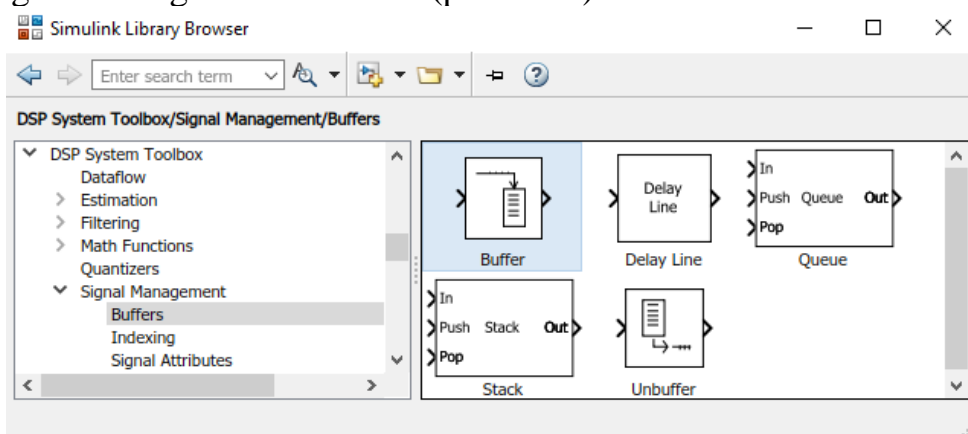 Simulink Library Browser
Enter search term
DSP System Toolbox/Signal Management/Buffers
DSP System Toolbox
Dataflow
Estimation
Filtering
Math Functions
Quantizers
Signal Management
Buffers
Indexing
Signal Attributes
Buffer
Delay
Line
Delay Line
In
Push Queue Out
Pop
Queue
In
Push Stack Out
Pop
Stack
Unbuffer